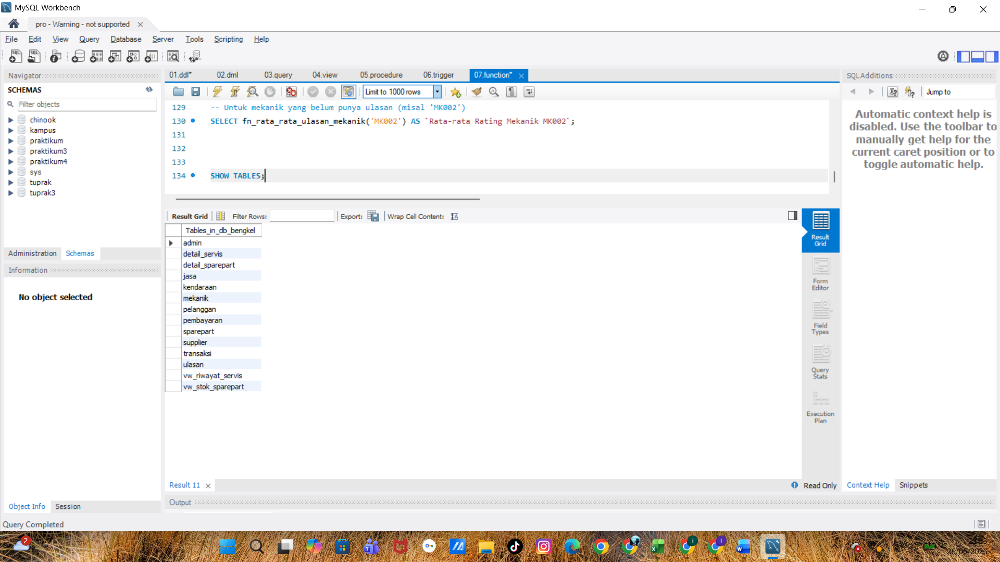 MySQL Workbench
pro - Warning - not supported
File Edit View Query Database Server Tools Scripting Help
Navigator
SCHEMAS
Filter objects
chinook
kampus
praktikum
praktikum3
praktikum4
sys
tuprak
tuprak3
Administration Schemas
Information
No object selected
Object Info Session
01.ddl* 02.dml 03.query 04.view 05.procedure 06.trigger 07.function*
Limit to 1000 rows
129 -- Untuk mekanik yang belum punya ulasan (misal 'MK002')
130 SELECT fn_rata_rata_ulasan_mekanik('MK002') AS `Rata-rata Rating Mekanik MK002`;
131
132
133
134 SHOW TABLES;
Result Grid Filter Rows: Export: Wrap Cell Content:
Tables_in_db_bengkel
admin
detail_servis
detail_sparepart
jasa
kendaraan
mekanik
pelanggan
pembayaran
sparepart
supplier
transaksi
ulasan
vw_riwayat_servis
vw_stok_sparepart
Result Grid
Form Editor
Field Types
Query Stats
Execution Plan
Result 11
Read Only
Output
SQLAdditions
Jump to
Automatic context help is
disabled. Use the toolbar to
manually get help for the
current caret position or to
toggle automatic help.
Context Help Snippets
Query Completed
2
26/06/2026